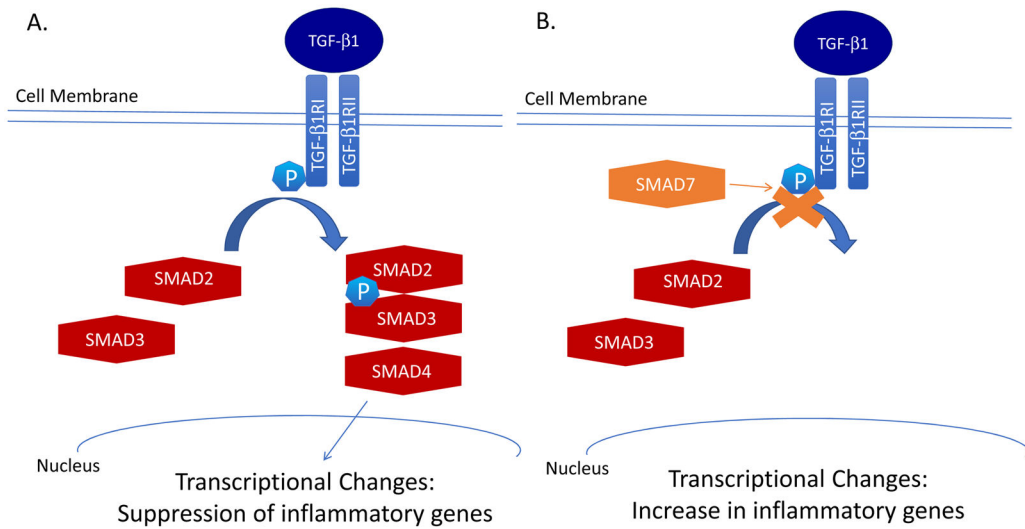 A.
TGF-β1
Cell Membrane
TGF-β1RI
TGF-β1RII
P
SMAD2
SMAD3
SMAD2
P
SMAD3
SMAD4
Nucleus
Transcriptional Changes:
Suppression of inflammatory genes
B.
TGF-β1
Cell Membrane
TGF-β1RI
TGF-β1RII
SMAD7
P
SMAD2
SMAD3
Nucleus
Transcriptional Changes:
Increase in inflammatory genes